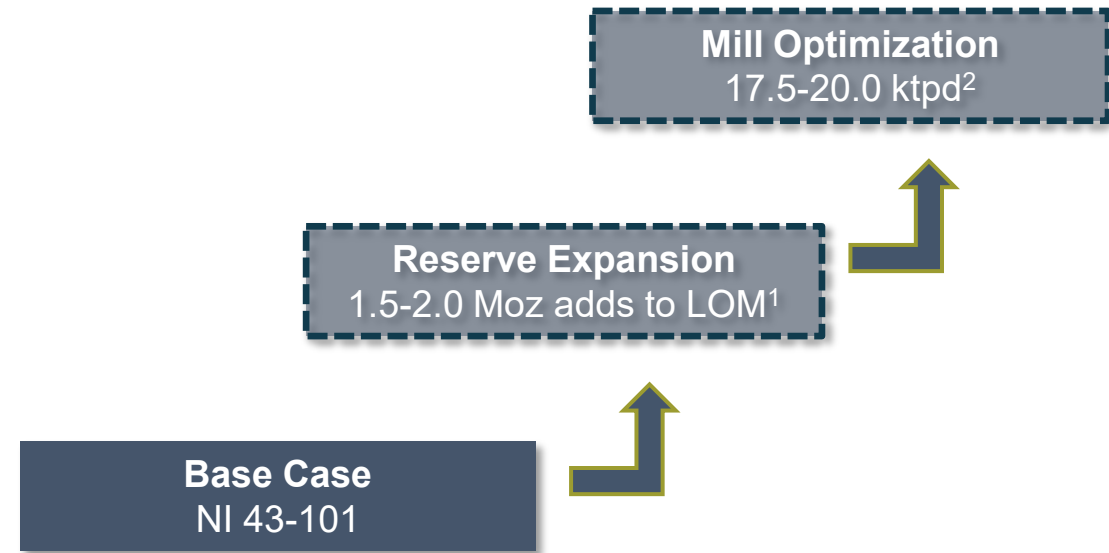 Mill Optimization
17.5-20.0 ktpd²
Reserve Expansion
1.5-2.0 Moz adds to LOM¹
Base Case
NI 43-101